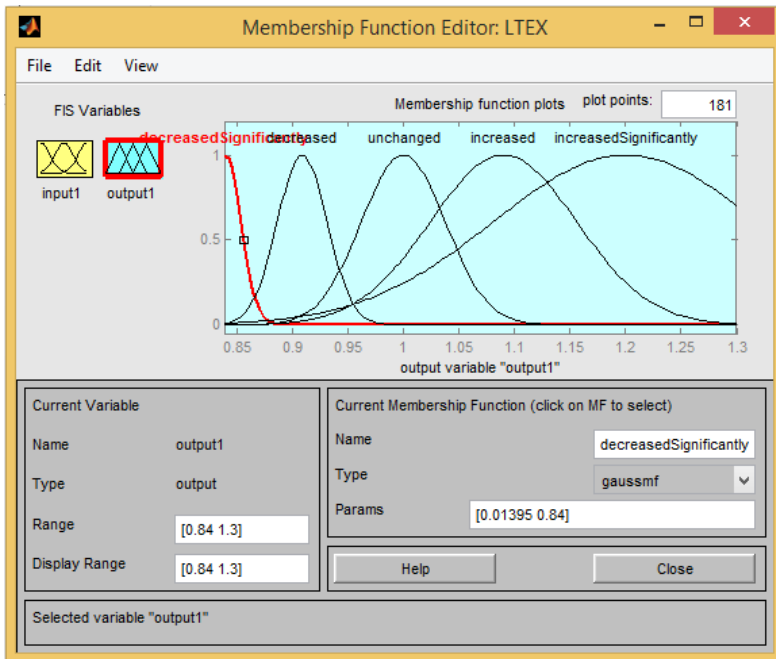 Membership Function Editor: LTEX
File Edit View
FIS Variables
Membership function plots plot points: 181
decreasedSignificantly decreased unchanged increased increasedSignificantly
input1 output1
1
0.5
0
0.85 0.9 0.95 1 1.05 1.1 1.15 1.2 1.25 1.3
output variable "output1"
Current Variable
Name output1
Type output
Range [0.84 1.3]
Display Range [0.84 1.3]
Current Membership Function (click on MF to select)
Name decreasedSignificantly
Type gaussmf
Params [0.01395 0.84]
Help Close
Selected variable "output1"